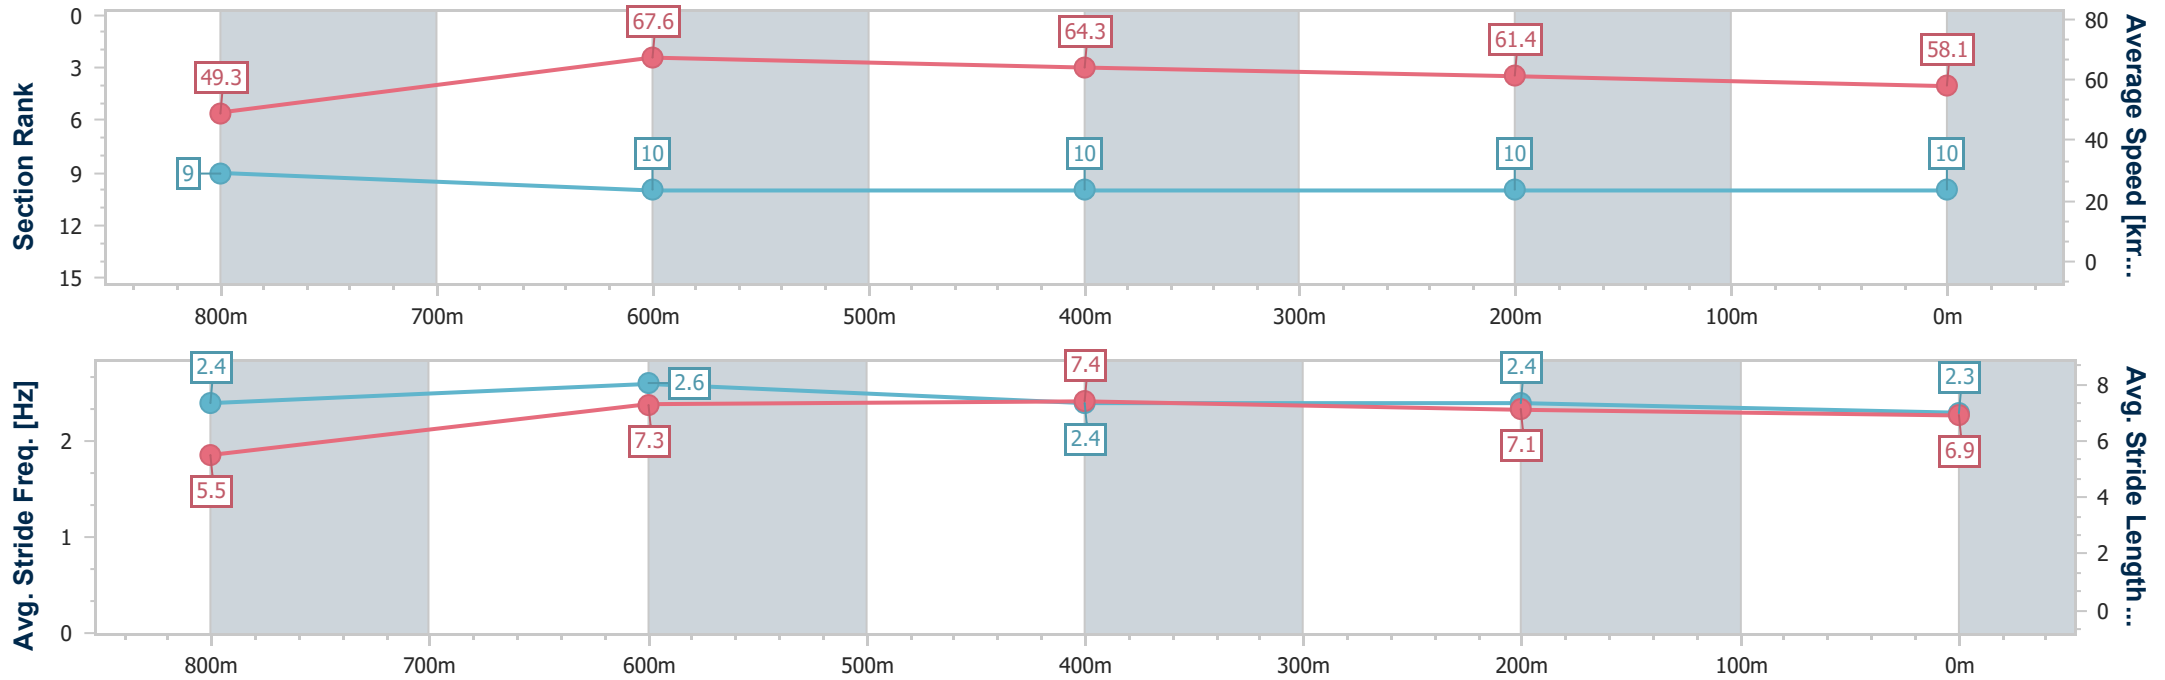 Section Rank
0
3
6
9
12
15
49.3
67.6
64.3
61.4
58.1
9
10
10
10
10
80
60
40
20
0
Average Speed [km...
800m
700m
600m
500m
400m
300m
200m
100m
0m
Avg. Stride Freq. [Hz]
2
1
0
2.4
2.6
7.4
2.4
2.3
5.5
7.3
2.4
7.1
6.9
8
6
4
2
0
Avg. Stride Length ...
800m
700m
600m
500m
400m
300m
200m
100m
0m